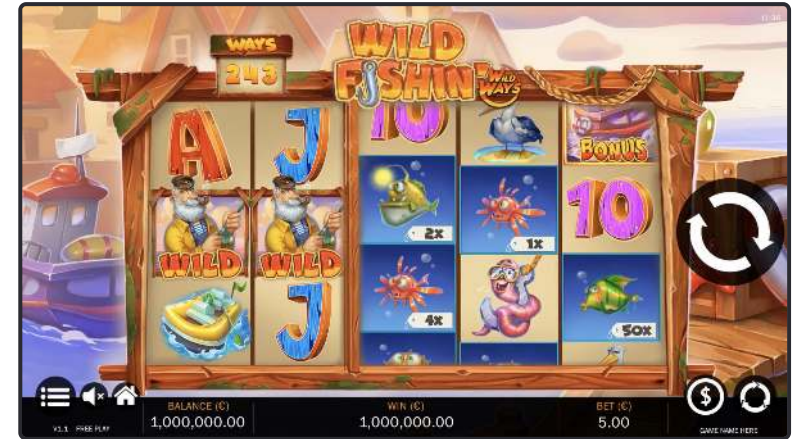 WILD
FISHIN'
WILD
WAYS
WAYS
243
A
J
10
BONUS
WILD
WILD
2X
1X
10
J
4X
50X
BALANCE (€)
WIN (€)
BET (€)
1,000,000.00
1,000,000.00
5.00
$
V1.1 FREE PLAY
GAME NAME HERE